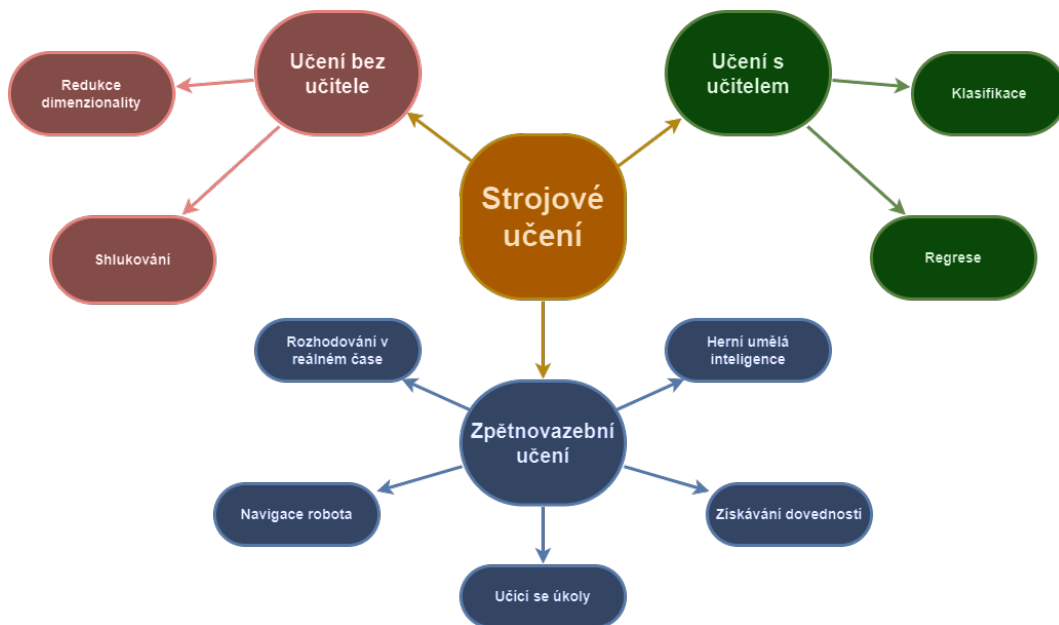 Učení bez
učitele
Učení s
učitelem
Redukce
dimenzionality
Klasifikace
Strojové
učení
Shlukování
Regrese
Rozhodování v
reálném čase
Herní umělá
inteligence
Zpětnovazební
učení
Navigace robota
Získávání dovedností
Učící se úkoly